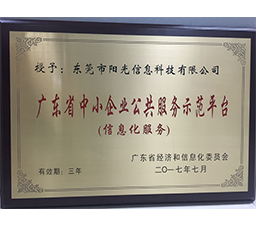 授予：东莞市阳光信息科技有限公司
广东省中小企业公共服务示范平台
(信息化服务)
广东省经济和信息化委员会
有效期：三年
二〇一七年七月